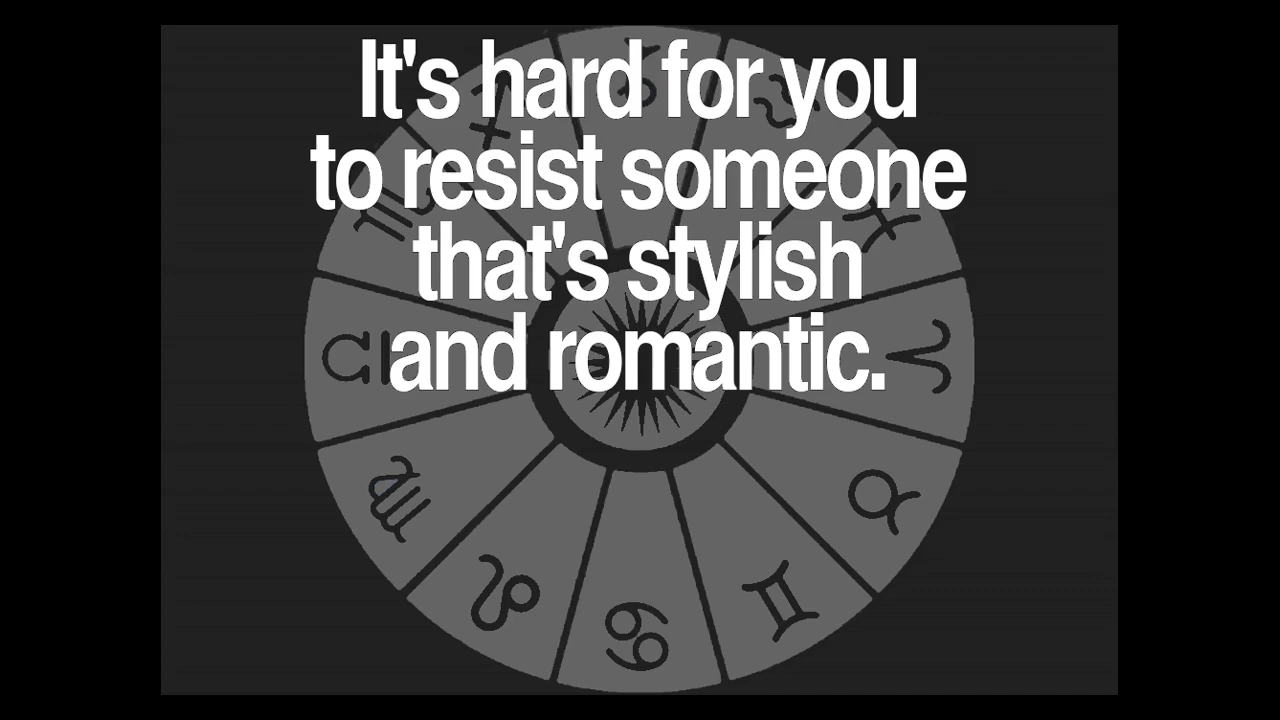 It's hard for you
to resist someone
that's stylish
and romantic.